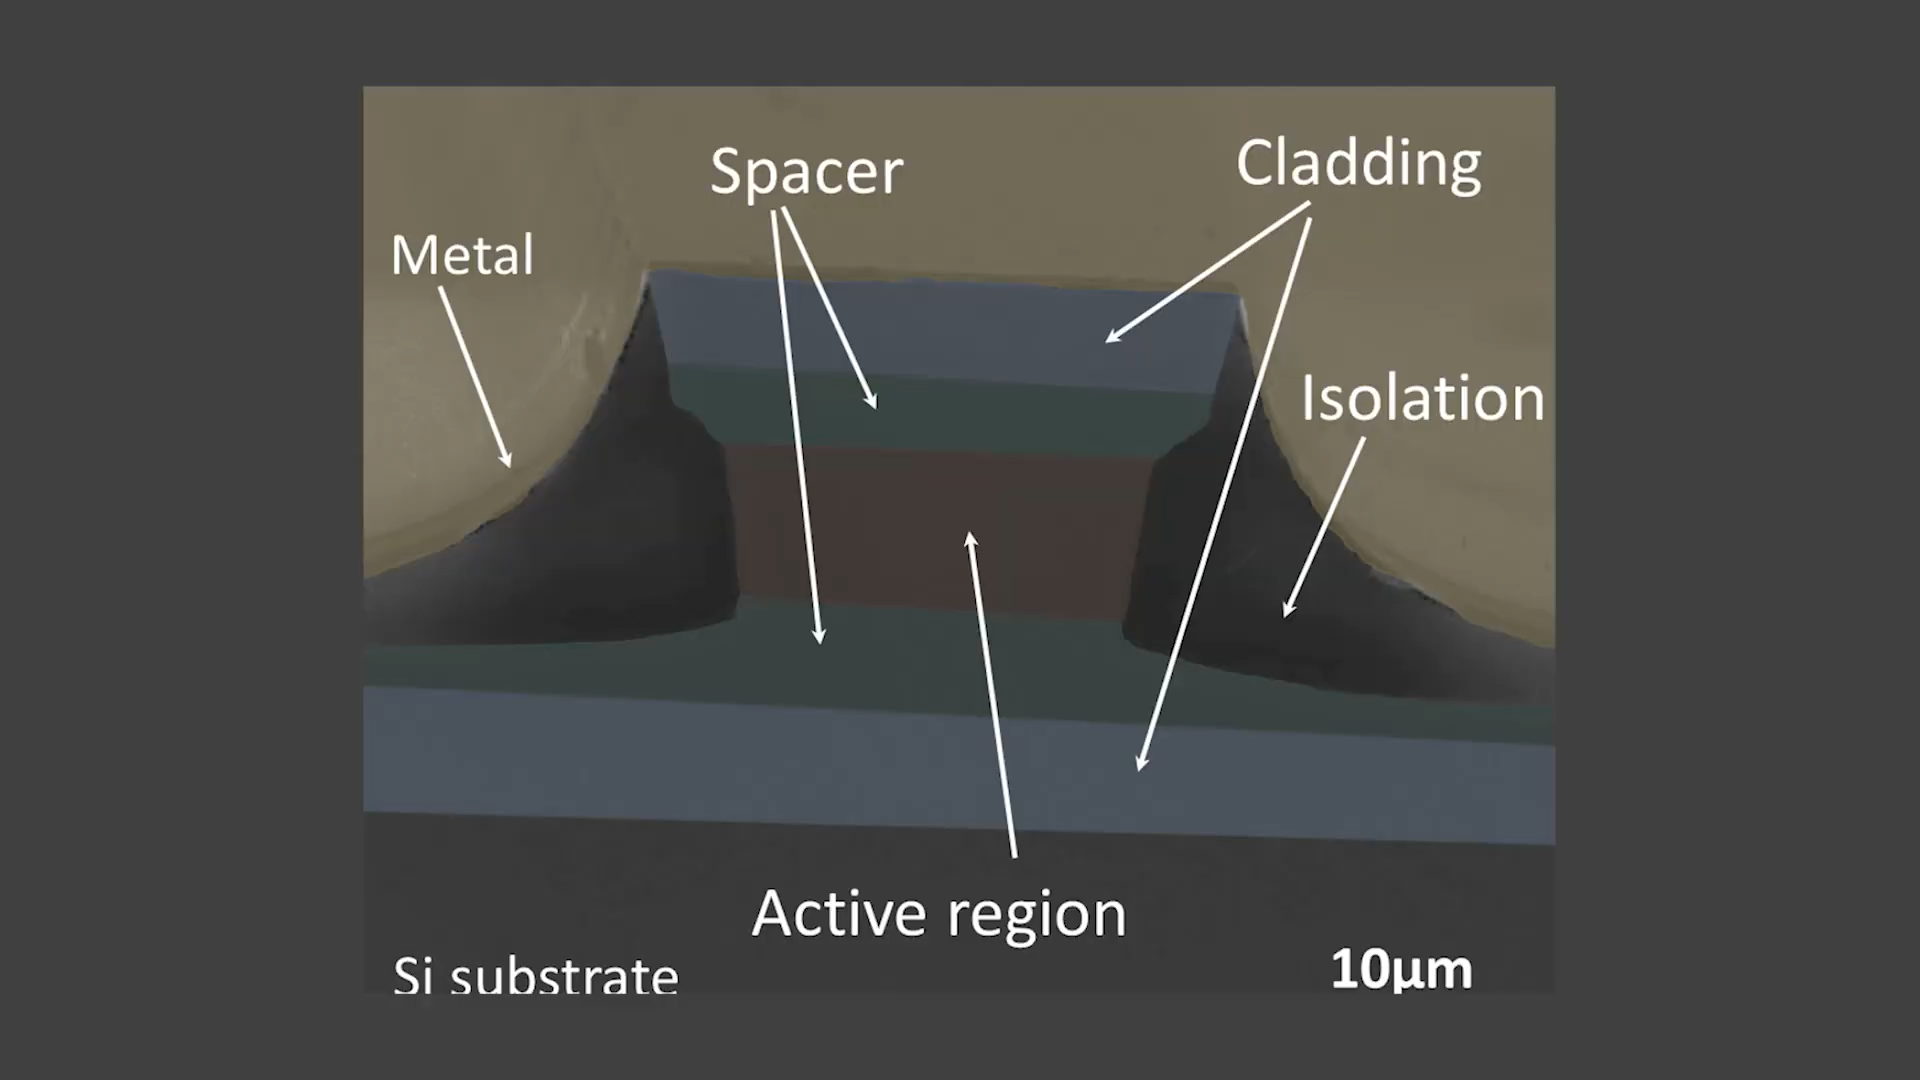 Spacer
Cladding
Metal
Isolation
Active region
Si substrate
10µm